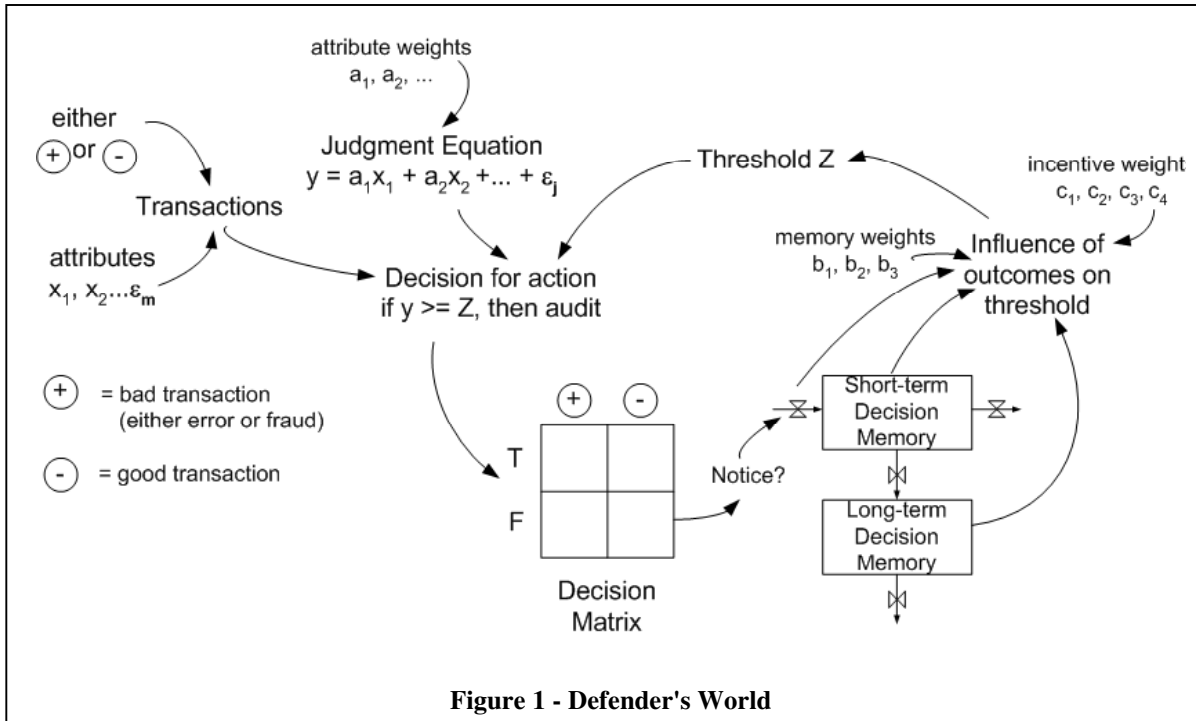 attribute weights
a₁, a₂, ...
either
+ or -
Judgment Equation
y = a₁x₁ + a₂x₂ +... + εⱼ
Transactions
attributes
x₁, x₂...εₘ
Threshold Z
incentive weight
c₁, c₂, c₃, c₄
memory weights
b₁, b₂, b₃
Influence of
outcomes on
threshold
Decision for action
if y >= Z, then audit
+ = bad transaction
(either error or fraud)
- = good transaction
+ -
T
F
Decision
Matrix
Notice?
Short-term
Decision
Memory
Long-term
Decision
Memory
Figure 1 - Defender's World